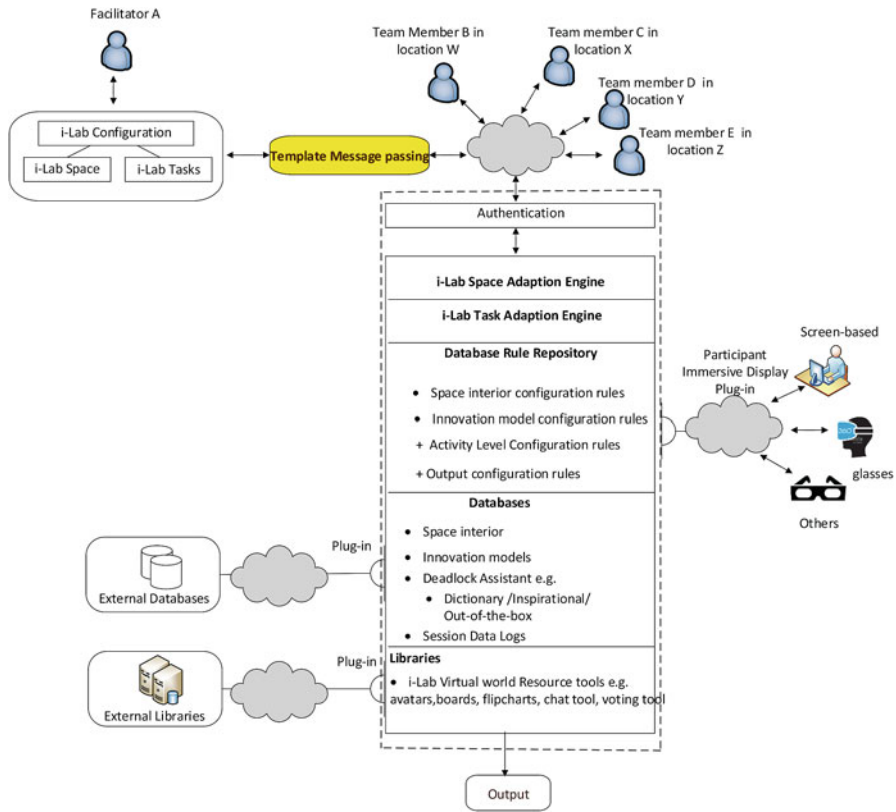 Facilitator A
Team Member B in
location W
Team member C in
location X
Team member D in
location Y
Team member E in
location Z
i-Lab Configuration
i-Lab Space
i-Lab Tasks
Template Message passing
Authentication
i-Lab Space Adaption Engine
i-Lab Task Adaption Engine
Database Rule Repository
• Space interior configuration rules
• Innovation model configuration rules
+ Activity Level Configuration rules
+ Output configuration rules
Participant
Immersive Display
Plug-in
Screen-based
glasses
Others
Databases
• Space interior
• Innovation models
• Deadlock Assistant e.g.
• Dictionary /Inspirational/
Out-of-the-box
• Session Data Logs
Plug-in
External Databases
Libraries
• i-Lab Virtual world Resource tools e.g.
avatars,boards, flipcharts, chat tool, voting tool
Plug-in
External Libraries
Output